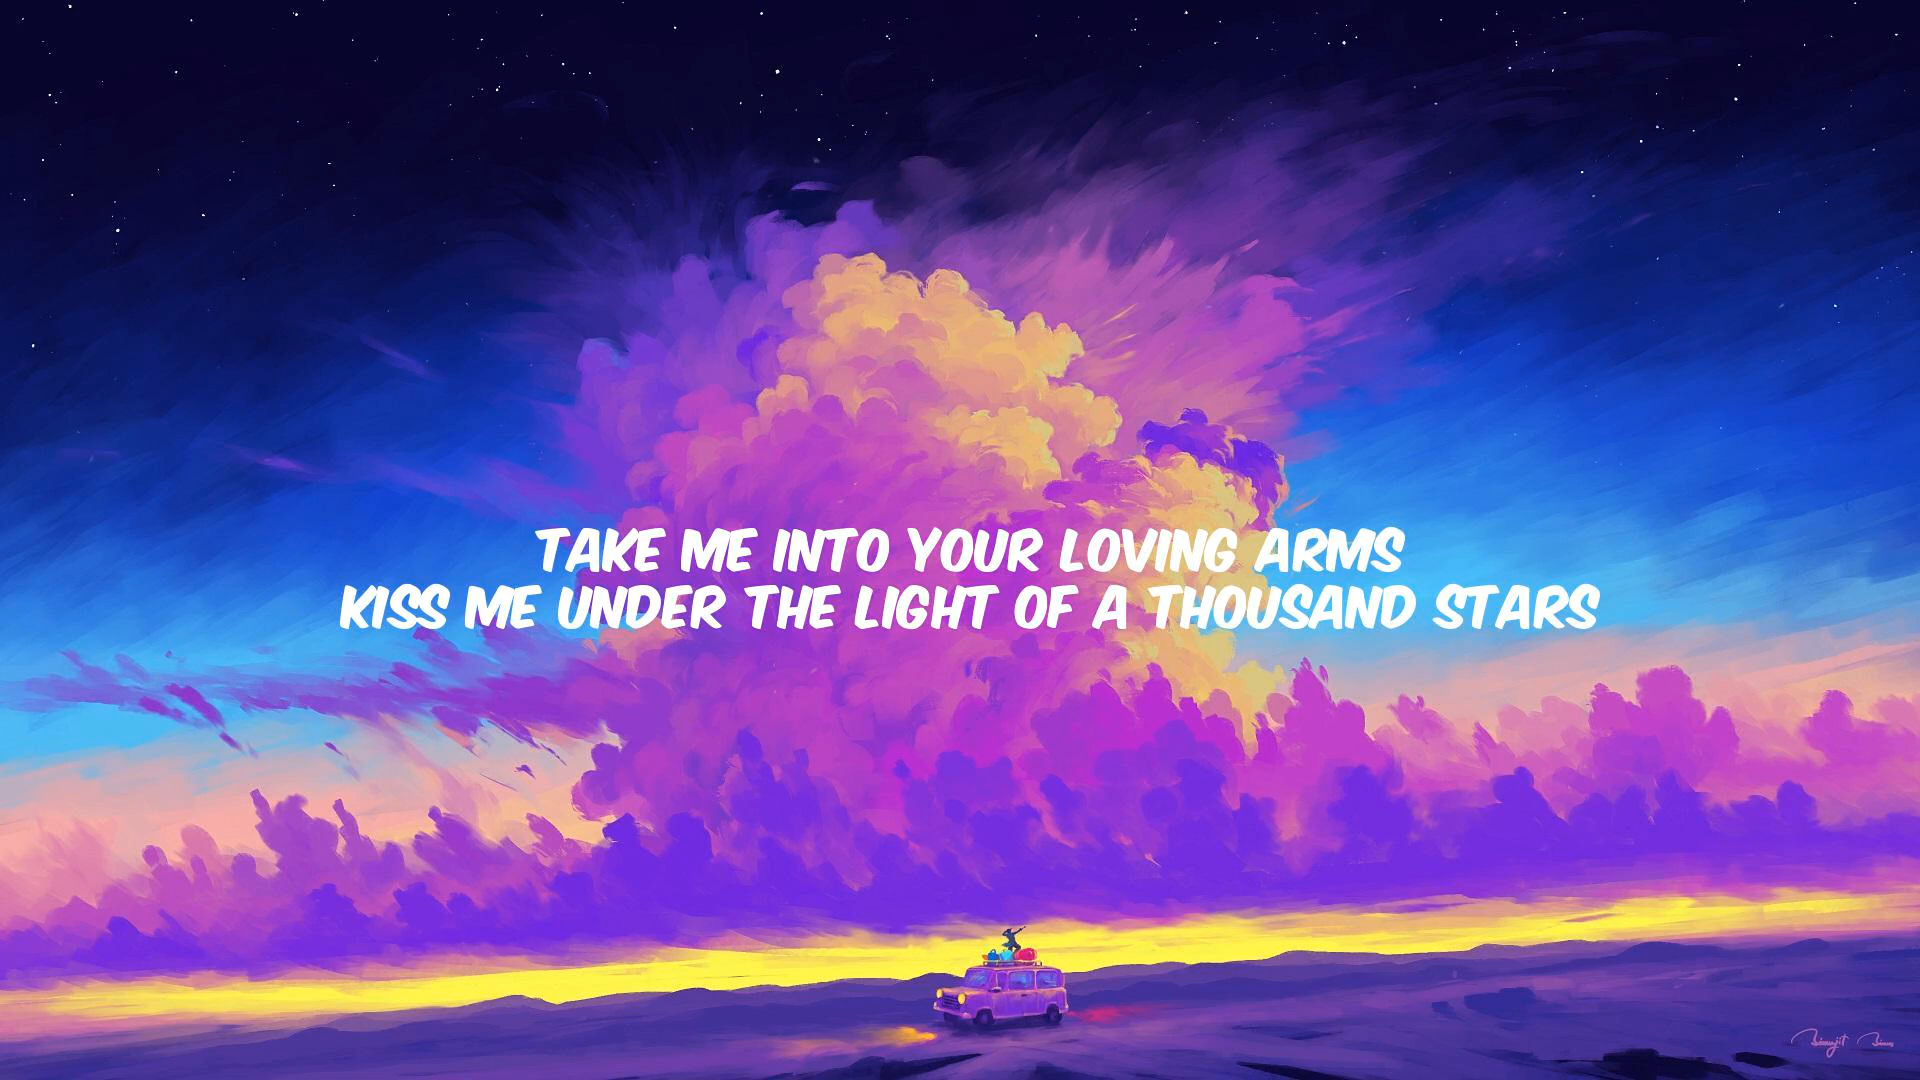 TAKE ME INTO YOUR LOVING ARMS
KISS ME UNDER THE LIGHT OF A THOUSAND STARS